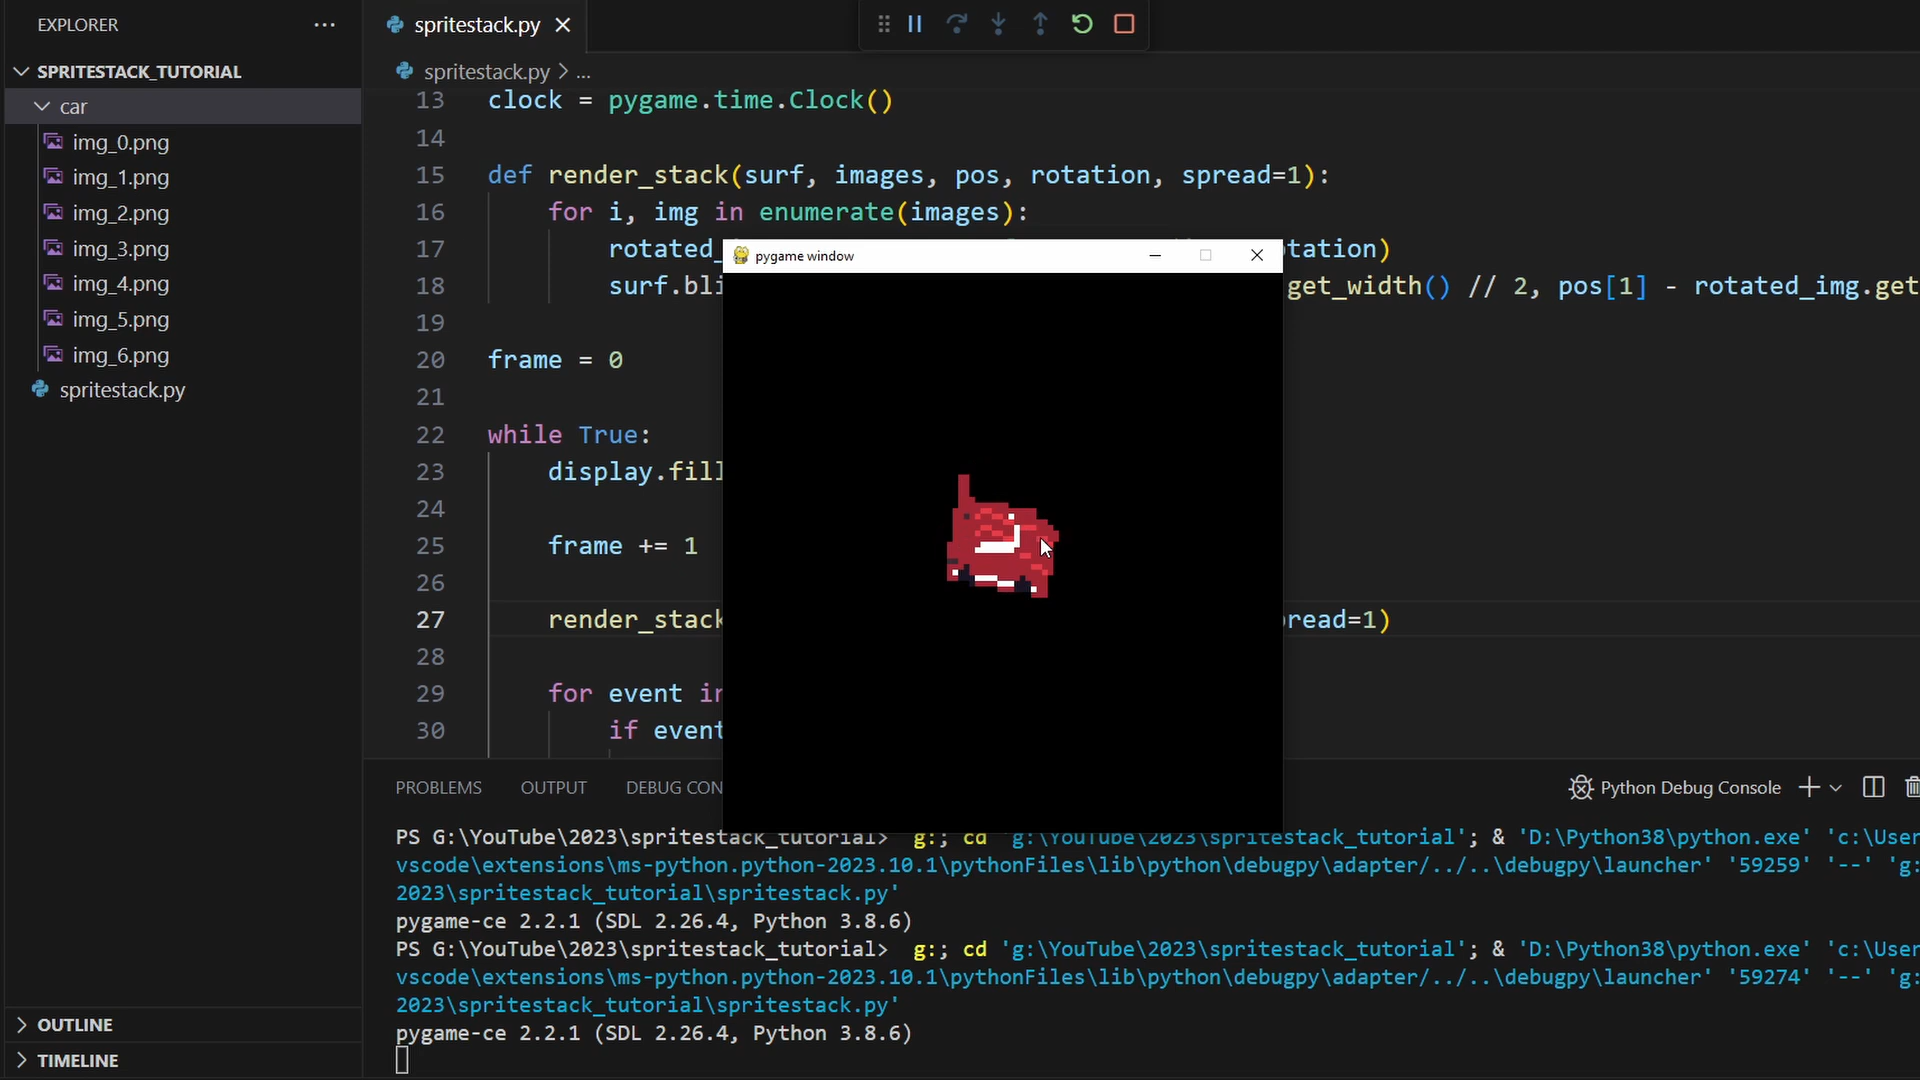 EXPLORER
SPRITESTACK_TUTORIAL
car
img_0.png
img_1.png
img_2.png
img_3.png
img_4.png
img_5.png
img_6.png
spritestack.py
OUTLINE
TIMELINE
spritestack.py
spritestack.py > ...
13 clock = pygame.time.Clock()
14
15 def render_stack(surf, images, pos, rotation, spread=1):
16 for i, img in enumerate(images):
17 rotated_ tation)
18 surf.bli get_width() // 2, pos[1] - rotated_img.get
19
20 frame = 0
21
22 while True:
23 display.fill
24
25 frame += 1
26
27 render_stack read=1)
28
29 for event in
30 if event
pygame window
PROBLEMS OUTPUT DEBUG CON Python Debug Console
PS G:\YouTube\2023\spritestack_tutorial> g:; cd 'g:\YouTube\2023\spritestack_tutorial'; & 'D:\Python38\python.exe' 'c:\User
vscode\extensions\ms-python.python-2023.10.1\pythonFiles\lib\python\debugpy\adapter/../..\debugpy\launcher' '59259' '--' 'g:
2023\spritestack_tutorial\spritestack.py'
pygame-ce 2.2.1 (SDL 2.26.4, Python 3.8.6)
PS G:\YouTube\2023\spritestack_tutorial> g:; cd 'g:\YouTube\2023\spritestack_tutorial'; & 'D:\Python38\python.exe' 'c:\User
vscode\extensions\ms-python.python-2023.10.1\pythonFiles\lib\python\debugpy\adapter/../..\debugpy\launcher' '59274' '--' 'g:
2023\spritestack_tutorial\spritestack.py'
pygame-ce 2.2.1 (SDL 2.26.4, Python 3.8.6)